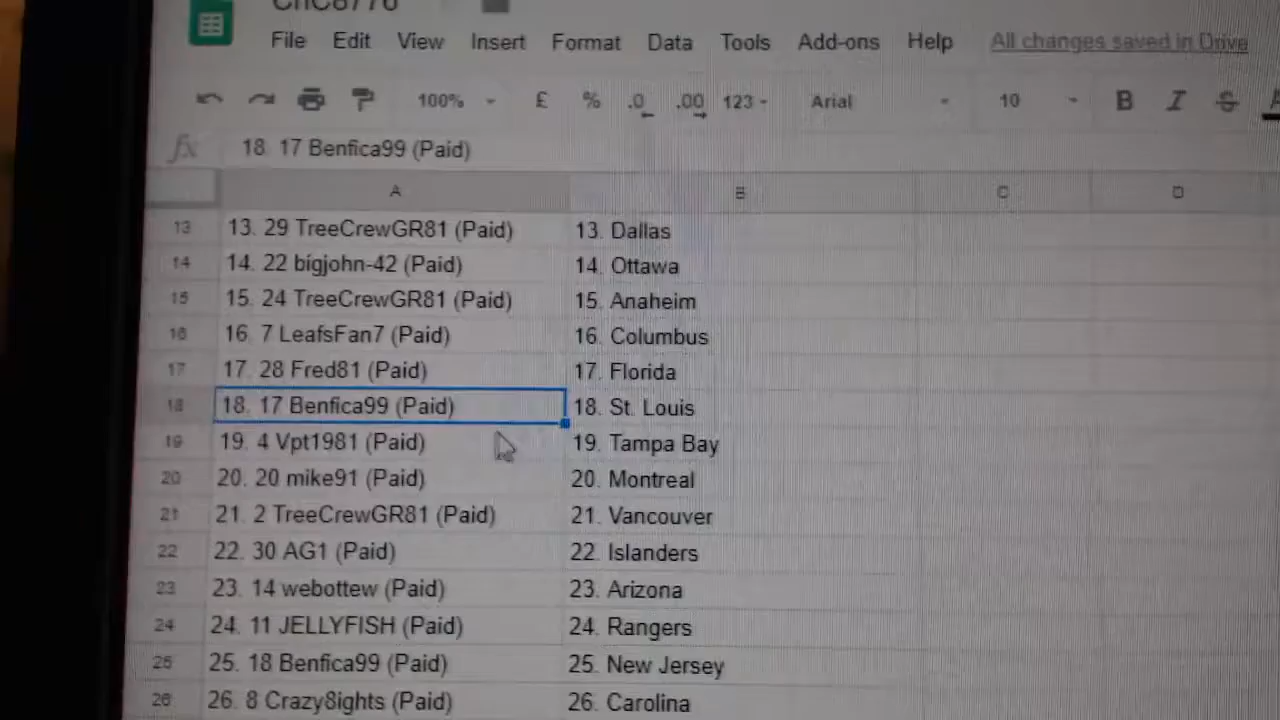 File Edit View Insert Format Data Tools Add-ons Help All changes saved in Drive
100% £ % .0 .00 123 Arial 10 B I S
fx 18. 17 Benfica99 (Paid)
A B C D
13 13. 29 TreeCrewGR81 (Paid) 13. Dallas
14 14. 22 bigjohn-42 (Paid) 14. Ottawa
15 15. 24 TreeCrewGR81 (Paid) 15. Anaheim
16 16. 7 LeafsFan7 (Paid) 16. Columbus
17 17. 28 Fred81 (Paid) 17. Florida
18 18. 17 Benfica99 (Paid) 18. St. Louis
19 19. 4 Vpt1981 (Paid) 19. Tampa Bay
20 20. 20 mike91 (Paid) 20. Montreal
21 21. 2 TreeCrewGR81 (Paid) 21. Vancouver
22 22. 30 AG1 (Paid) 22. Islanders
23 23. 14 webottew (Paid) 23. Arizona
24 24. 11 JELLYFISH (Paid) 24. Rangers
25 25. 18 Benfica99 (Paid) 25. New Jersey
26 26. 8 Crazy8ights (Paid) 26. Carolina